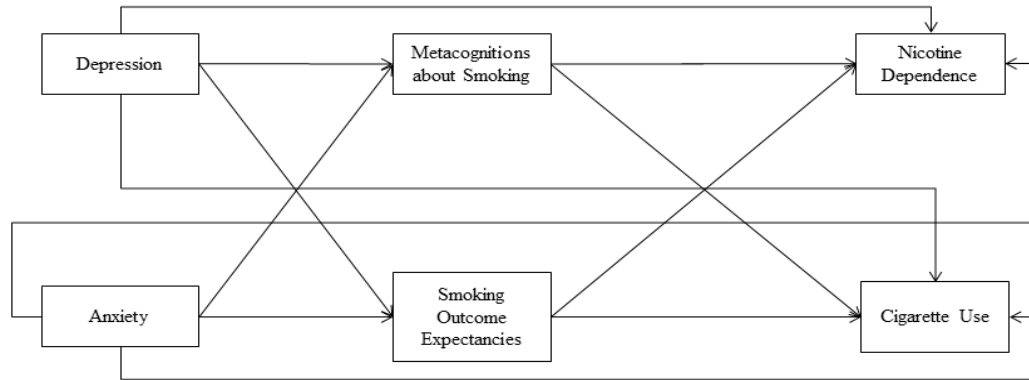 Depression
Metacognitions
about Smoking
Nicotine
Dependence
Anxiety
Smoking
Outcome
Expectancies
Cigarette Use